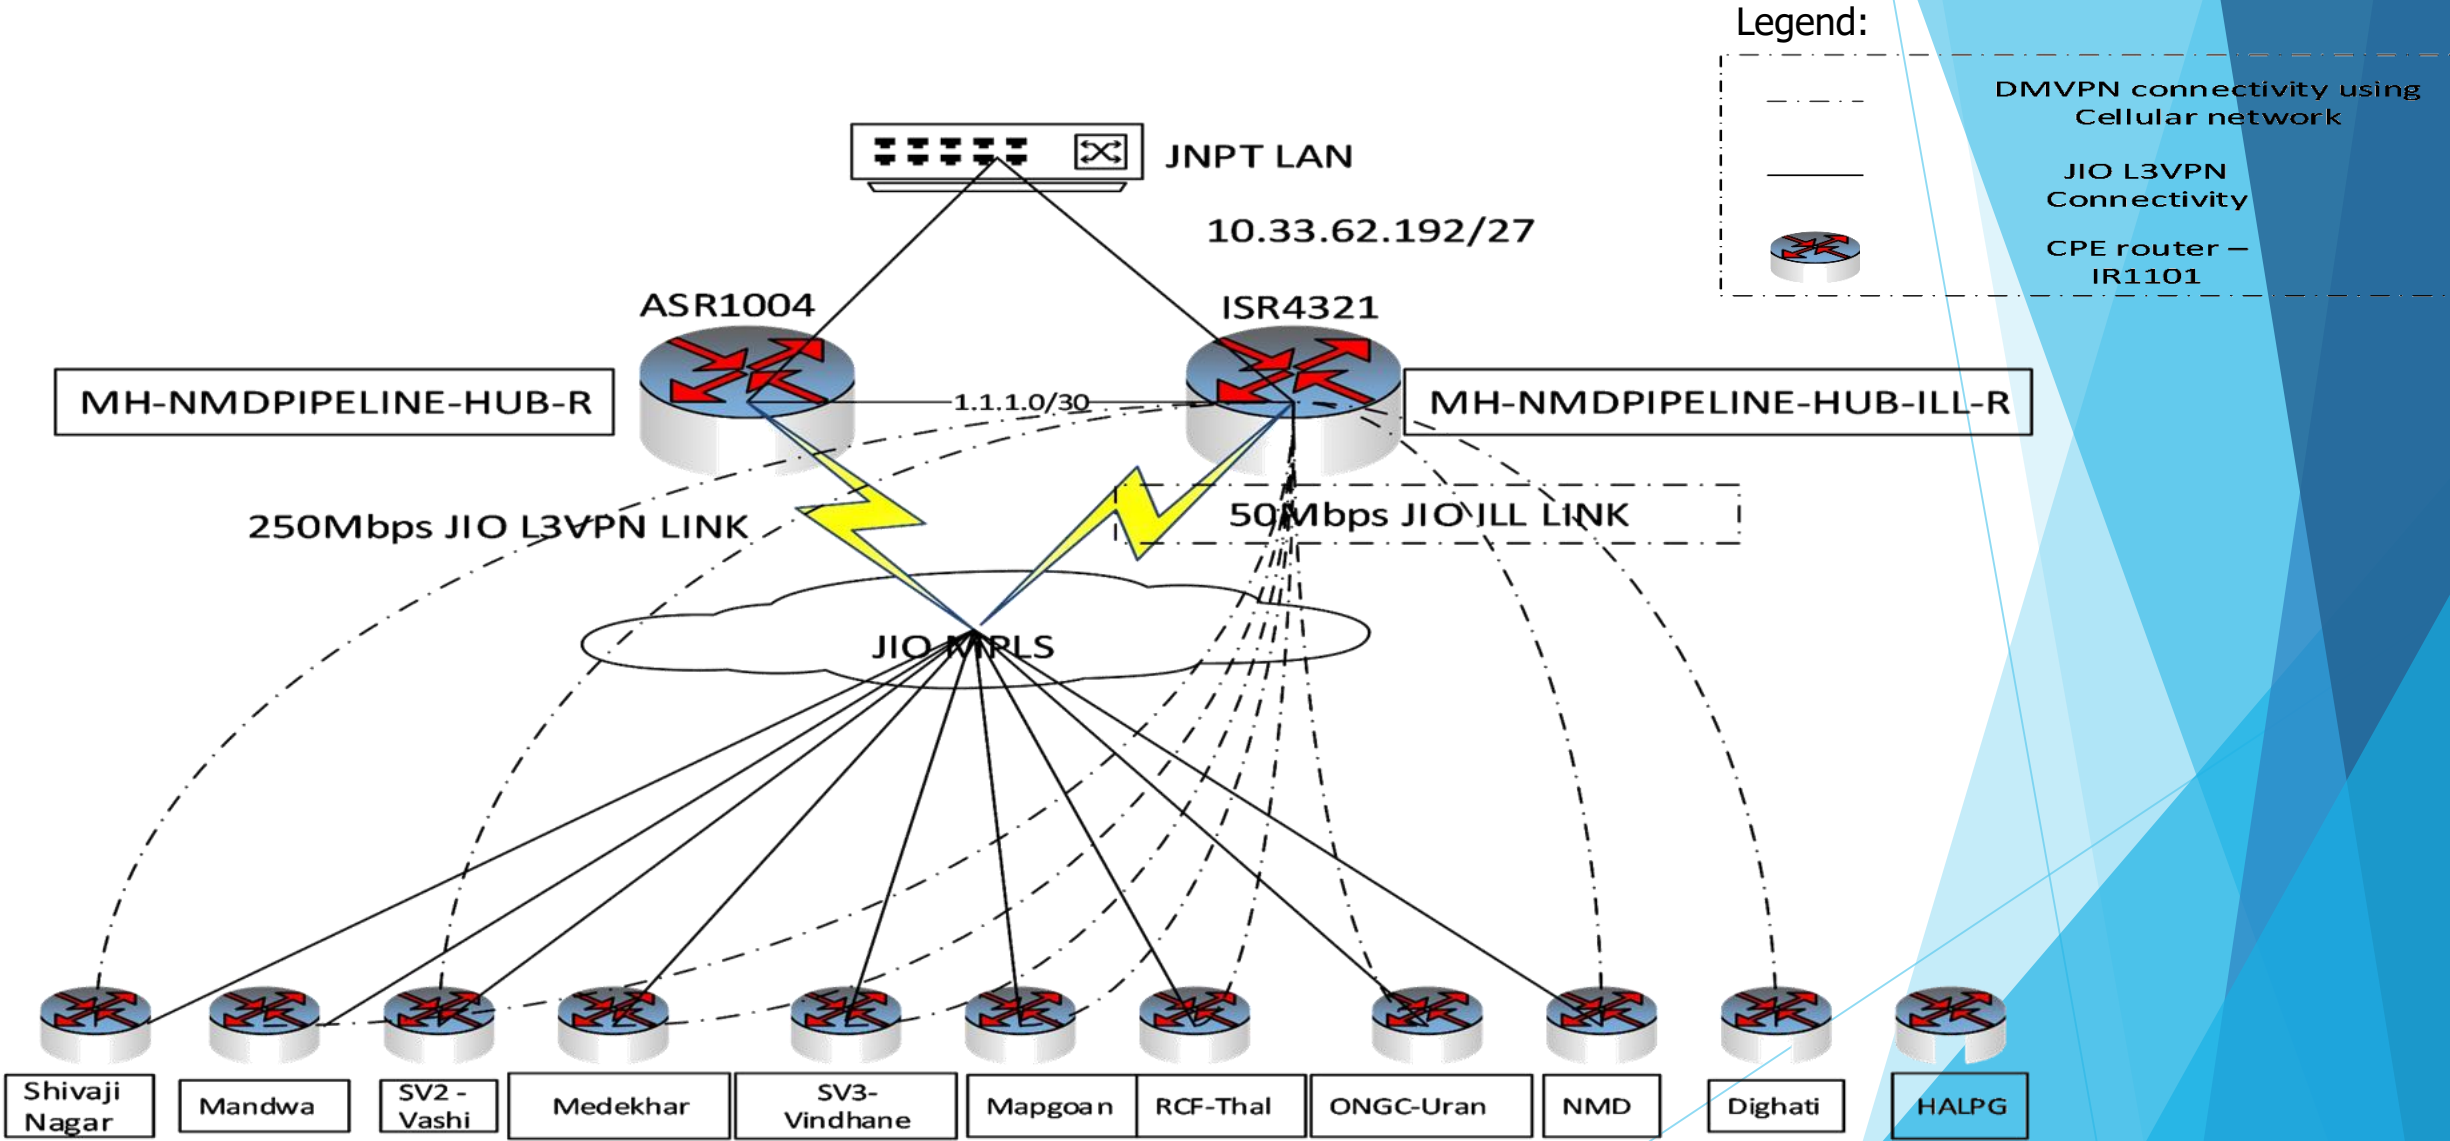 Legend:
DMVPN connectivity using
Cellular network
JIO L3VPN
Connectivity
CPE router –
IR1101
JNPT LAN
10.33.62.192/27
ASR1004
ISR4321
MH-NMDPIPELINE-HUB-R
1.1.1.0/30
MH-NMDPIPELINE-HUB-ILL-R
250Mbps JIO L3VPN LINK
50Mbps JIO ILL LINK
JIO MPLS
Shivaji
Nagar
Mandwa
SV2 -
Vashi
Medekhar
SV3-
Vindhane
Mapgoan
RCF-Thal
ONGC-Uran
NMD
Dighati
HALPG